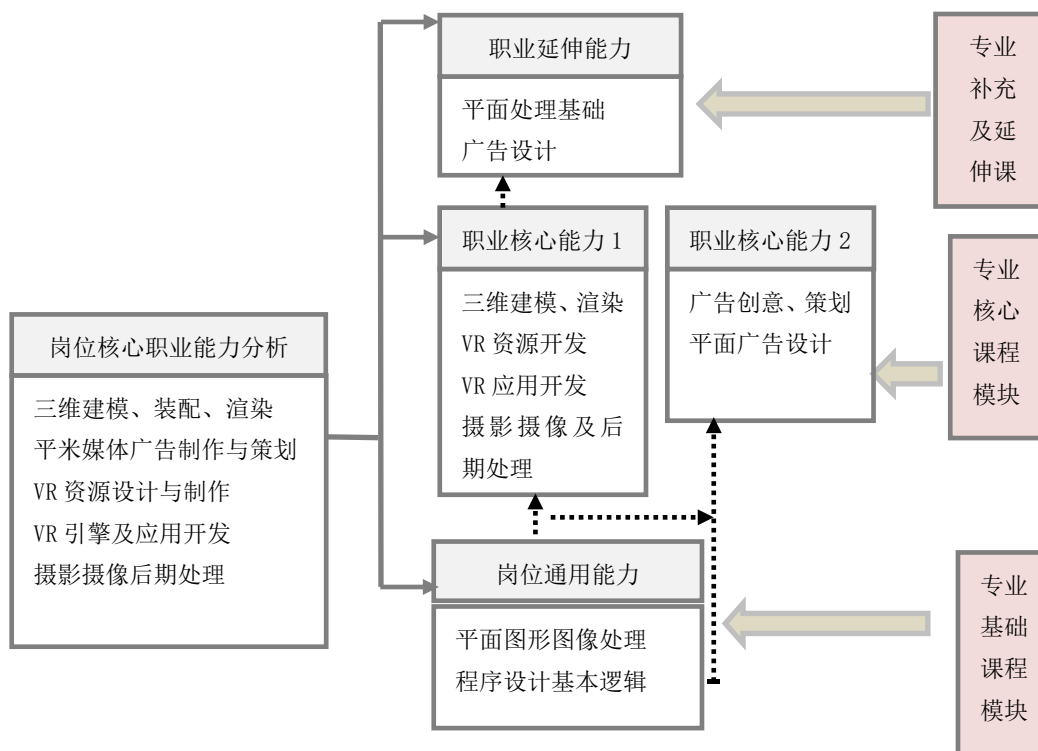 职业延伸能力
平面处理基础
广告设计
专业
补充
及延
伸课
职业核心能力 1
三维建模、渲染
VR 资源开发
VR 应用开发
摄影摄像及后
期处理
职业核心能力 2
广告创意、策划
平面广告设计
专业
核心
课程
模块
岗位核心职业能力分析
三维建模、装配、渲染
平米媒体广告制作与策划
VR 资源设计与制作
VR 引擎及应用开发
摄影摄像后期处理
岗位通用能力
平面图形图像处理
程序设计基本逻辑
专业
基础
课程
模块